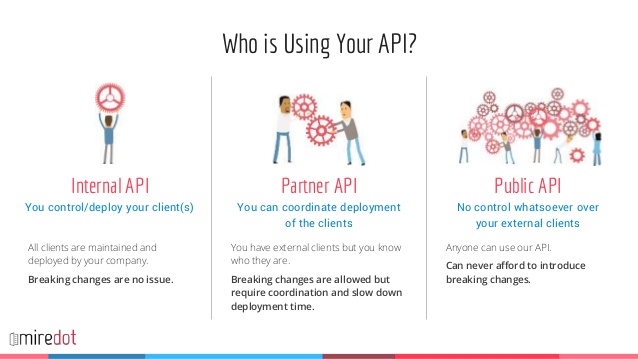 Who is Using Your API?
Internal API
You control/deploy your client(s)
All clients are maintained and
deployed by your company.
Breaking changes are no issue.
Partner API
You can coordinate deployment
of the clients
You have external clients but you know
who they are.
Breaking changes are allowed but
require coordination and slow down
deployment time.
Public API
No control whatsoever over
your external clients
Anyone can use our API.
Can never afford to introduce
breaking changes.
miredot